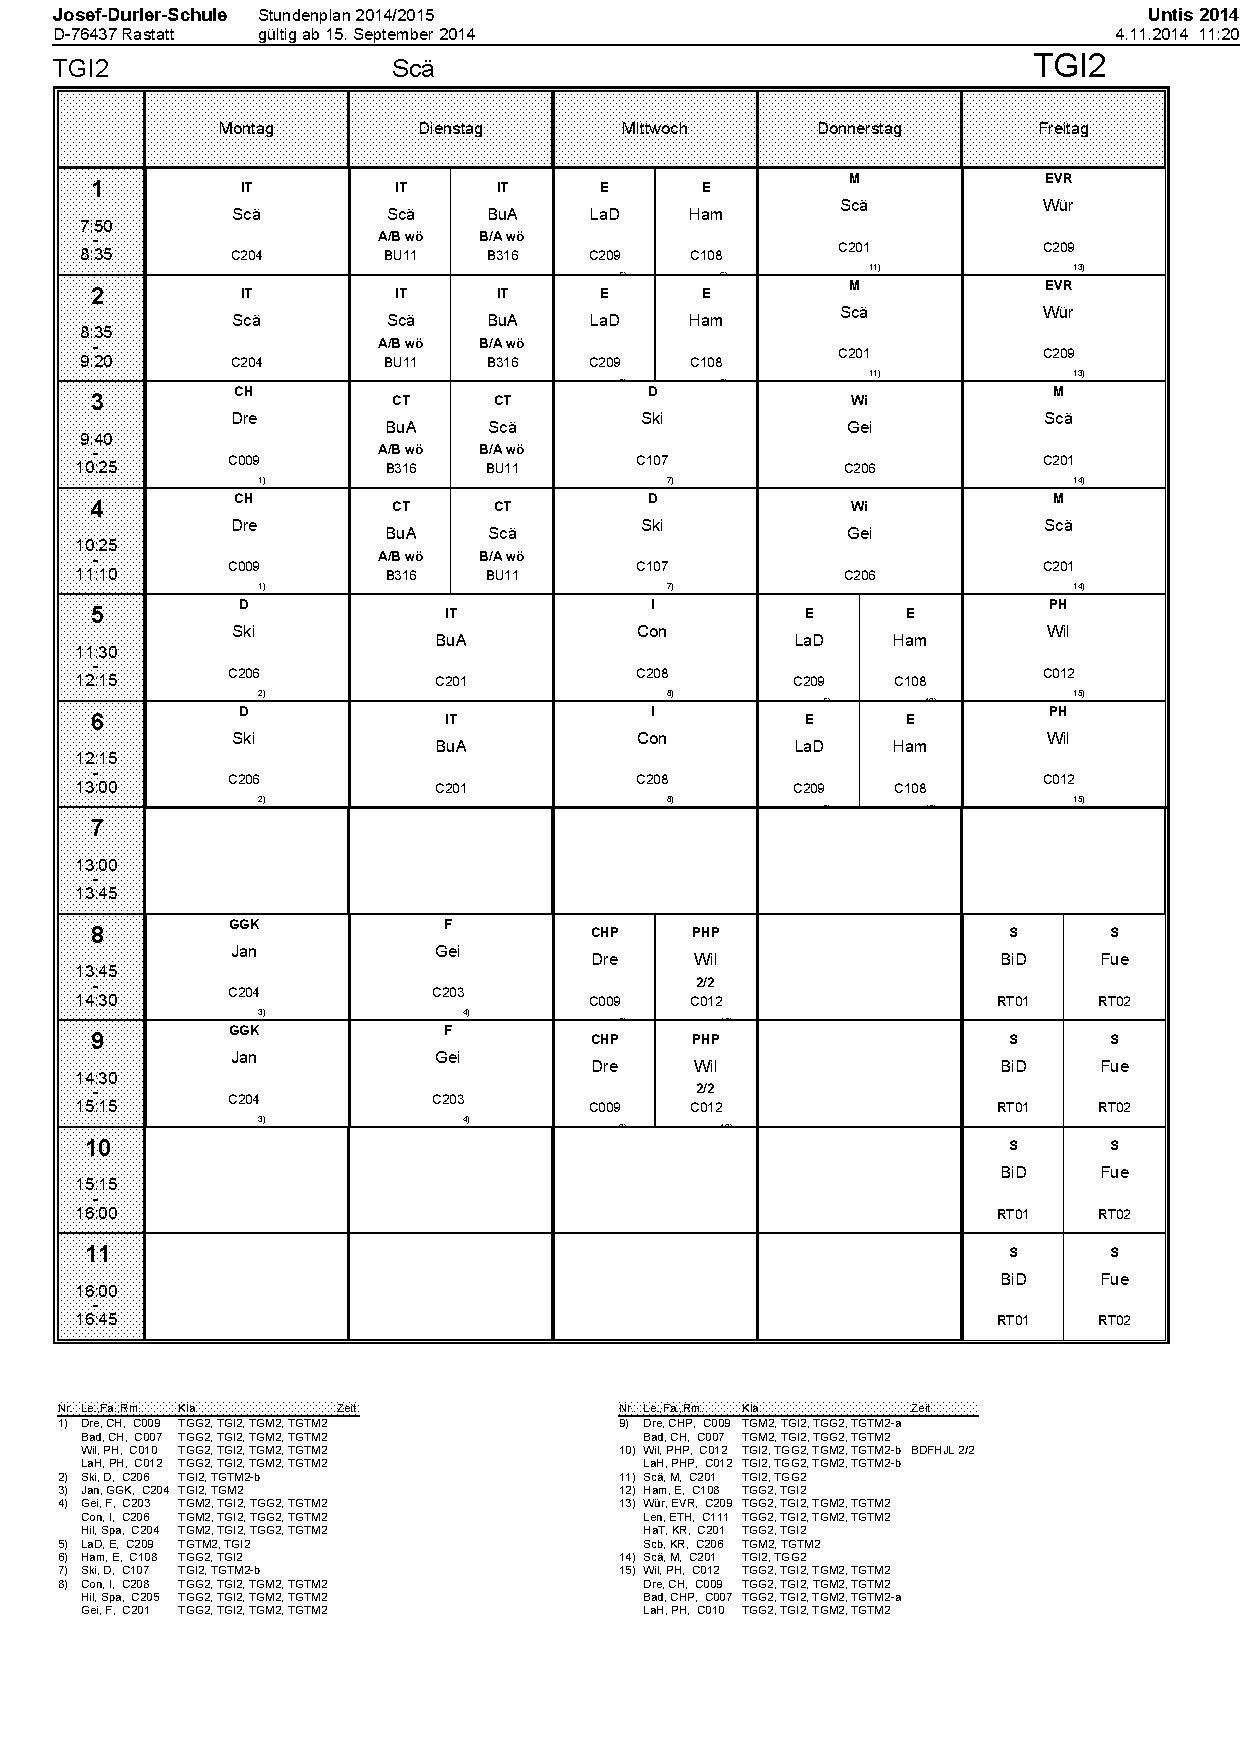 Josef-Durler-Schule Stundenplan 2014/2015 Untis 2014
D-76437 Rastatt gültig ab 15. September 2014 4.11.2014 11:20
TGI2 Scä TGI2
Montag Dienstag Mittwoch Donnerstag Freitag
1 IT IT IT E E M EVR
Scä Scä BuA LaD Ham Scä Wür
7:50 - 8:35 A/B wö B/A wö
C204 BU11 B316 C209 C108 C201 C209
11) 13)
2 IT IT IT E E M EVR
Scä Scä BuA LaD Ham Scä Wür
8:35 - 9:20 A/B wö B/A wö
C204 BU11 B316 C209 C108 C201 C209
11) 13)
3 CH CT CT D Wi M
Dre BuA Scä Ski Gei Scä
9:40 - 10:25 A/B wö B/A wö
C009 B316 BU11 C107 C206 C201
1) 7) 14)
4 CH CT CT D Wi M
Dre BuA Scä Ski Gei Scä
10:25 - 11:10 A/B wö B/A wö
C009 B316 BU11 C107 C206 C201
1) 7) 14)
5 D IT I E E PH
Ski BuA Con LaD Ham Wil
11:30 - 12:15
C206 C201 C208 C209 C108 C012
2) 8) 15)
6 D IT I E E PH
Ski BuA Con LaD Ham Wil
12:15 - 13:00
C206 C201 C208 C209 C108 C012
2) 8) 15)
7
13:00 - 13:45
8 GGK F CHP PHP S S
Jan Gei Dre Wil BiD Fue
13:45 - 14:30 2/2
C204 C203 C009 C012 RT01 RT02
3) 4)
9 GGK F CHP PHP S S
Jan Gei Dre Wil BiD Fue
14:30 - 15:15 2/2
C204 C203 C009 C012 RT01 RT02
3) 4)
10 S S
BiD Fue
15:15 - 16:00
RT01 RT02
11 S S
BiD Fue
16:00 - 16:45
RT01 RT02
Nr. Le.,Fa.,Rm. Kla. Zeit
1) Dre, CH, C009 TGG2, TGI2, TGM2, TGTM2
Bad, CH, C007 TGG2, TGI2, TGM2, TGTM2
Wil, PH, C010 TGG2, TGI2, TGM2, TGTM2
LaH, PH, C012 TGG2, TGI2, TGM2, TGTM2
2) Ski, D, C206 TGI2, TGTM2-b
3) Jan, GGK, C204 TGI2, TGM2
4) Gei, F, C203 TGM2, TGI2, TGG2, TGTM2
Con, I, C206 TGM2, TGI2, TGG2, TGTM2
Hil, Spa, C204 TGM2, TGI2, TGG2, TGTM2
5) LaD, E, C209 TGTM2, TGI2
6) Ham, E, C108 TGG2, TGI2
7) Ski, D, C107 TGI2, TGTM2-b
8) Con, I, C208 TGG2, TGI2, TGM2, TGTM2
Hil, Spa, C205 TGG2, TGI2, TGM2, TGTM2
Gei, F, C201 TGG2, TGI2, TGM2, TGTM2
Nr. Le.,Fa.,Rm. Kla. Zeit
9) Dre, CHP, C009 TGM2, TGI2, TGG2, TGTM2-a
Bad, CH, C007 TGM2, TGI2, TGG2, TGTM2
10) Wil, PHP, C012 TGI2, TGG2, TGM2, TGTM2-b BDFHJL 2/2
LaH, PHP, C012 TGI2, TGG2, TGM2, TGTM2-b
11) Scä, M, C201 TGI2, TGG2
12) Ham, E, C108 TGG2, TGI2
13) Wür, EVR, C209 TGG2, TGI2, TGM2, TGTM2
Len, ETH, C111 TGG2, TGI2, TGM2, TGTM2
HaT, KR, C201 TGG2, TGI2
Scb, KR, C206 TGM2, TGTM2
14) Scä, M, C201 TGI2, TGG2
15) Wil, PH, C012 TGG2, TGI2, TGM2, TGTM2
Dre, CH, C009 TGG2, TGI2, TGM2, TGTM2
Bad, CHP, C007 TGG2, TGI2, TGM2, TGTM2-a
LaH, PH, C010 TGG2, TGI2, TGM2, TGTM2